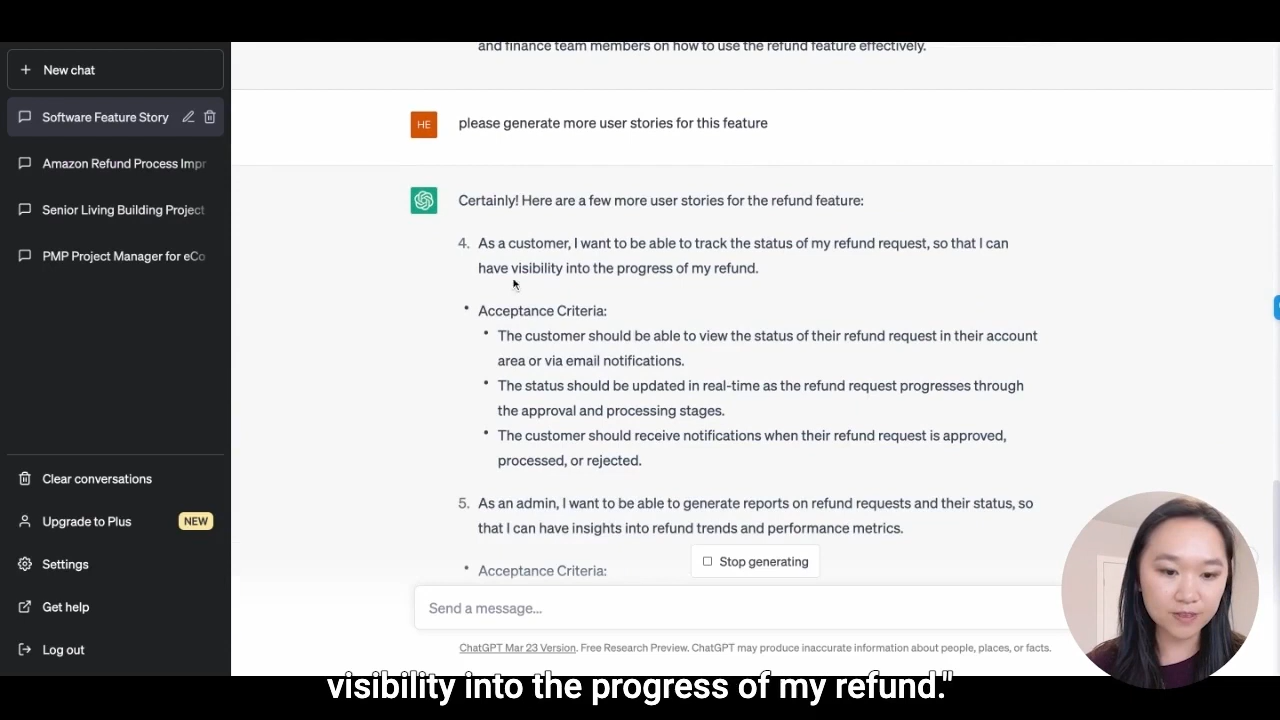 New chat
Software Feature Story
Amazon Refund Process Impr
Senior Living Building Project
PMP Project Manager for eCo
Clear conversations
Upgrade to Plus NEW
Settings
Get help
Log out
and finance team members on how to use the refund feature effectively.
HE please generate more user stories for this feature
Certainly! Here are a few more user stories for the refund feature:
4. As a customer, I want to be able to track the status of my refund request, so that I can
have visibility into the progress of my refund.
• Acceptance Criteria:
• The customer should be able to view the status of their refund request in their account
area or via email notifications.
• The status should be updated in real-time as the refund request progresses through
the approval and processing stages.
• The customer should receive notifications when their refund request is approved,
processed, or rejected.
5. As an admin, I want to be able to generate reports on refund requests and their status, so
that I can have insights into refund trends and performance metrics.
Stop generating
• Acceptance Criteria:
Send a message...
ChatGPT Mar 23 Version. Free Research Preview. ChatGPT may produce inaccurate information about people, places, or facts.
visibility into the progress of my refund."